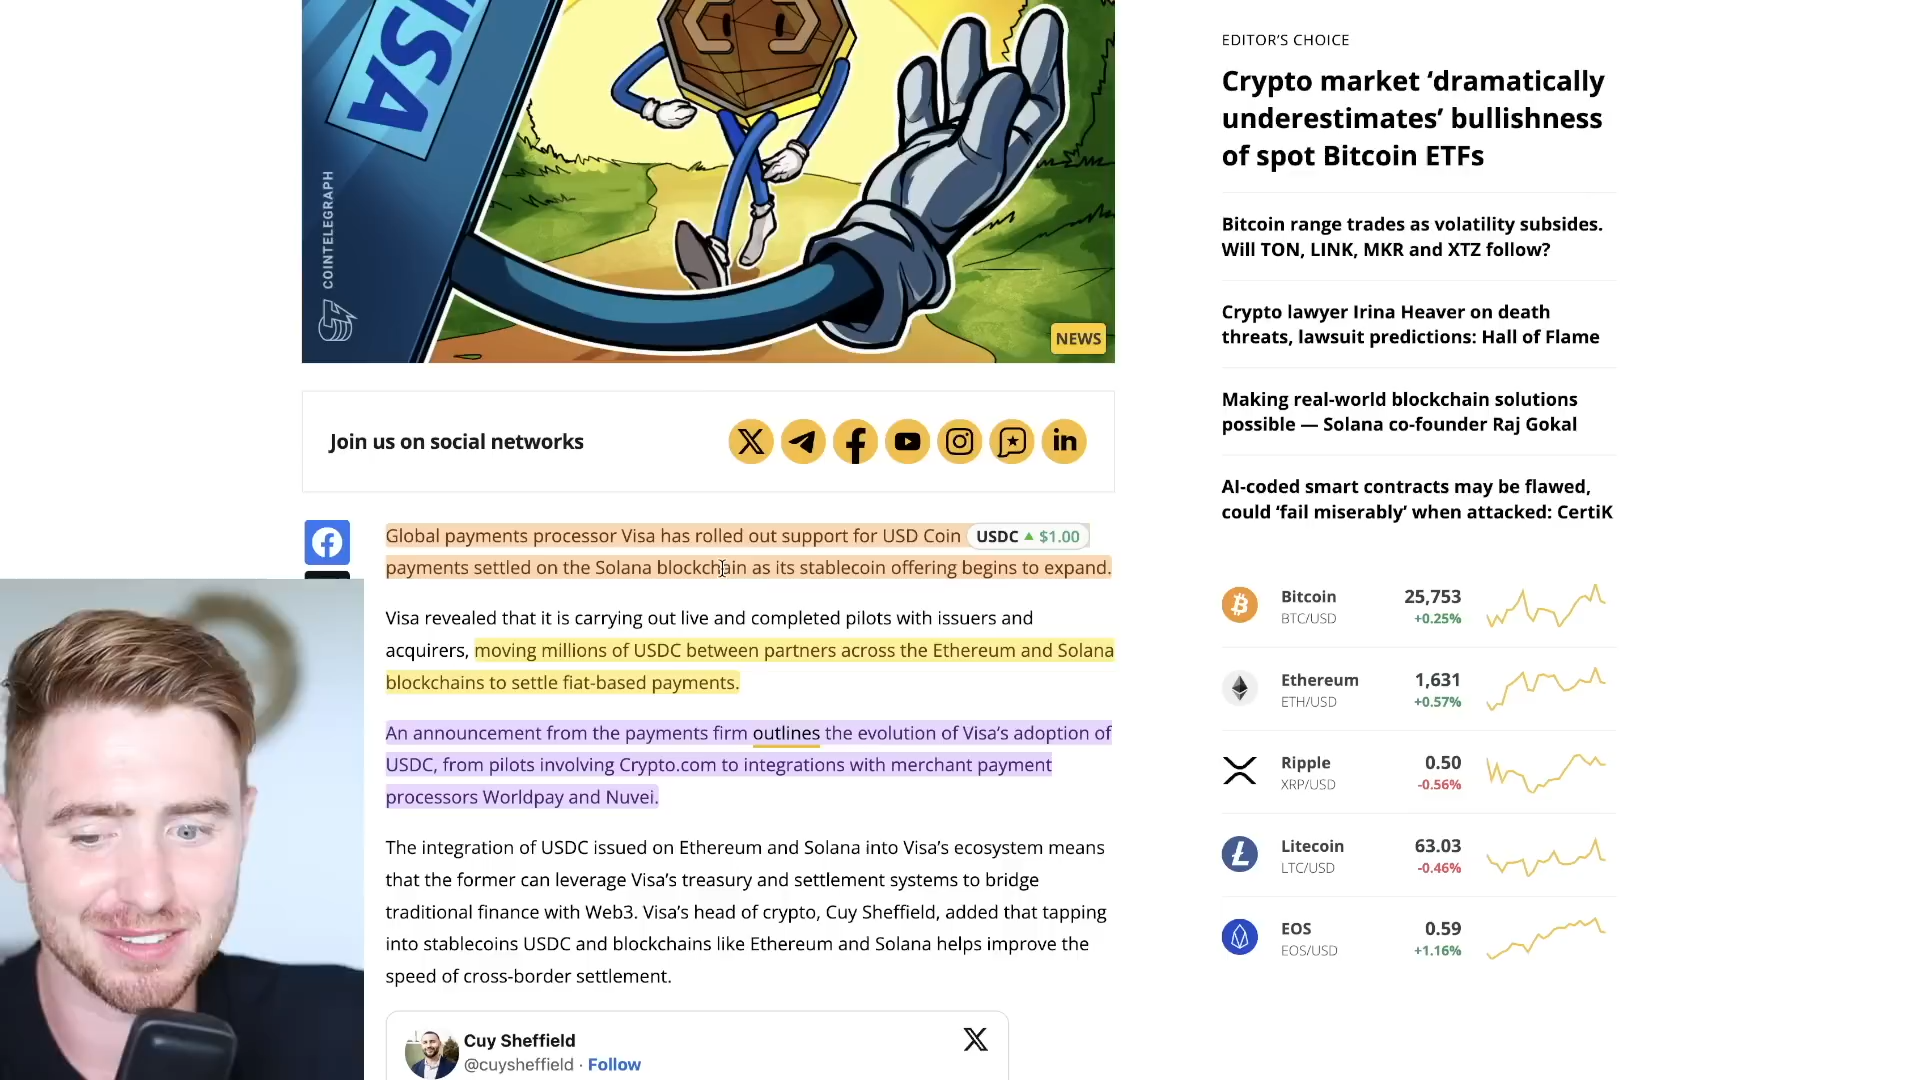 VISA
COINTELEGRAPH
NEWS
Join us on social networks
Global payments processor Visa has rolled out support for USD Coin USDC ▲ $1.00
payments settled on the Solana blockchain as its stablecoin offering begins to expand.
Visa revealed that it is carrying out live and completed pilots with issuers and
acquirers, moving millions of USDC between partners across the Ethereum and Solana
blockchains to settle fiat-based payments.
An announcement from the payments firm outlines the evolution of Visa’s adoption of
USDC, from pilots involving Crypto.com to integrations with merchant payment
processors Worldpay and Nuvei.
The integration of USDC issued on Ethereum and Solana into Visa’s ecosystem means
that the former can leverage Visa’s treasury and settlement systems to bridge
traditional finance with Web3. Visa’s head of crypto, Cuy Sheffield, added that tapping
into stablecoins USDC and blockchains like Ethereum and Solana helps improve the
speed of cross-border settlement.
Cuy Sheffield
@cuysheffield · Follow
EDITOR’S CHOICE
Crypto market ‘dramatically
underestimates’ bullishness
of spot Bitcoin ETFs
Bitcoin range trades as volatility subsides.
Will TON, LINK, MKR and XTZ follow?
Crypto lawyer Irina Heaver on death
threats, lawsuit predictions: Hall of Flame
Making real-world blockchain solutions
possible — Solana co-founder Raj Gokal
AI-coded smart contracts may be flawed,
could ‘fail miserably’ when attacked: CertiK
Bitcoin 25,753
BTC/USD +0.25%
Ethereum 1,631
ETH/USD +0.57%
Ripple 0.50
XRP/USD -0.56%
Litecoin 63.03
LTC/USD -0.46%
EOS 0.59
EOS/USD +1.16%